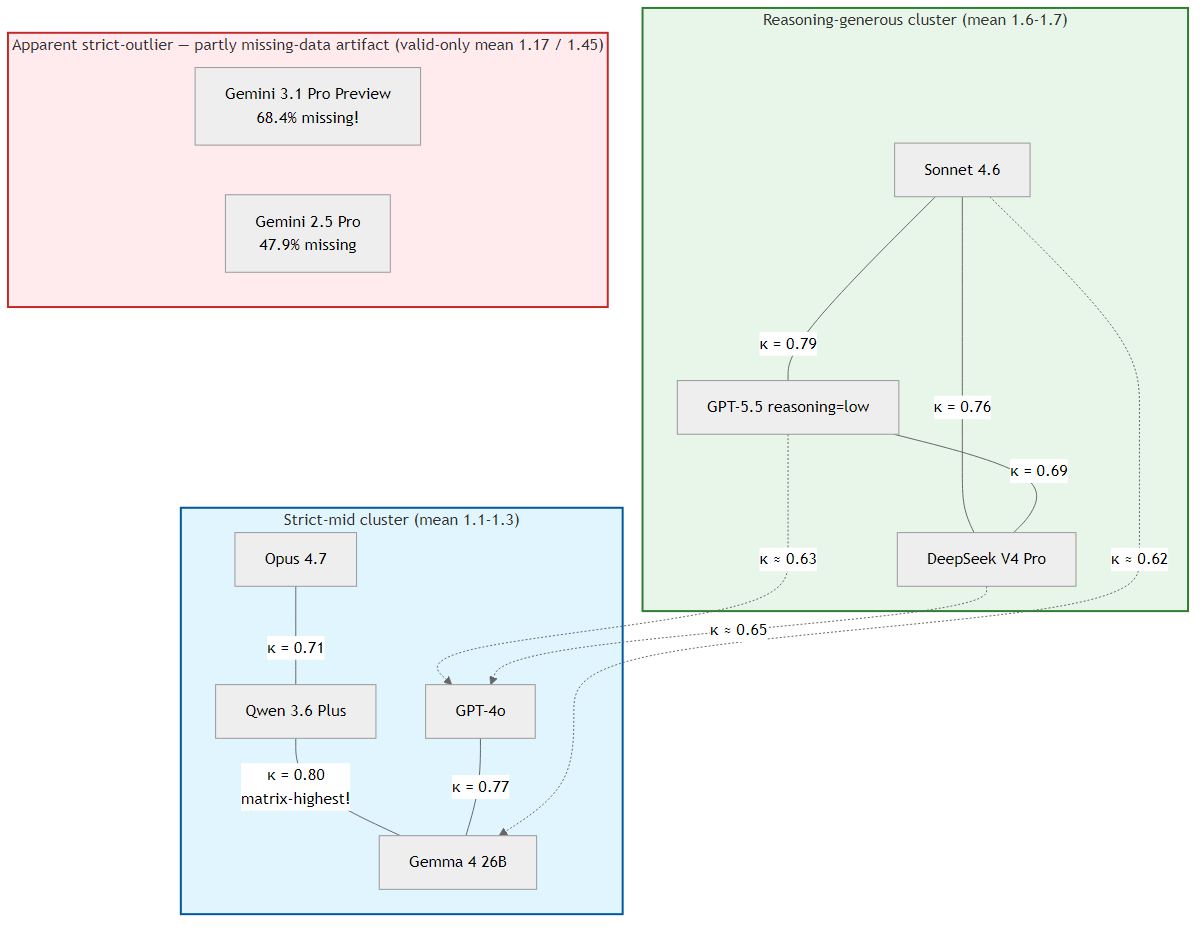 Apparent strict-outlier — partly missing-data artifact (valid-only mean 1.17 / 1.45)
Gemini 3.1 Pro Preview
68.4% missing!
Gemini 2.5 Pro
47.9% missing
Reasoning-generous cluster (mean 1.6-1.7)
Sonnet 4.6
κ = 0.79
GPT-5.5 reasoning=low
κ = 0.76
κ = 0.69
κ ≈ 0.63
DeepSeek V4 Pro
κ ≈ 0.62
κ ≈ 0.65
Strict-mid cluster (mean 1.1-1.3)
Opus 4.7
κ = 0.71
Qwen 3.6 Plus
GPT-4o
κ = 0.80
matrix-highest!
κ = 0.77
Gemma 4 26B